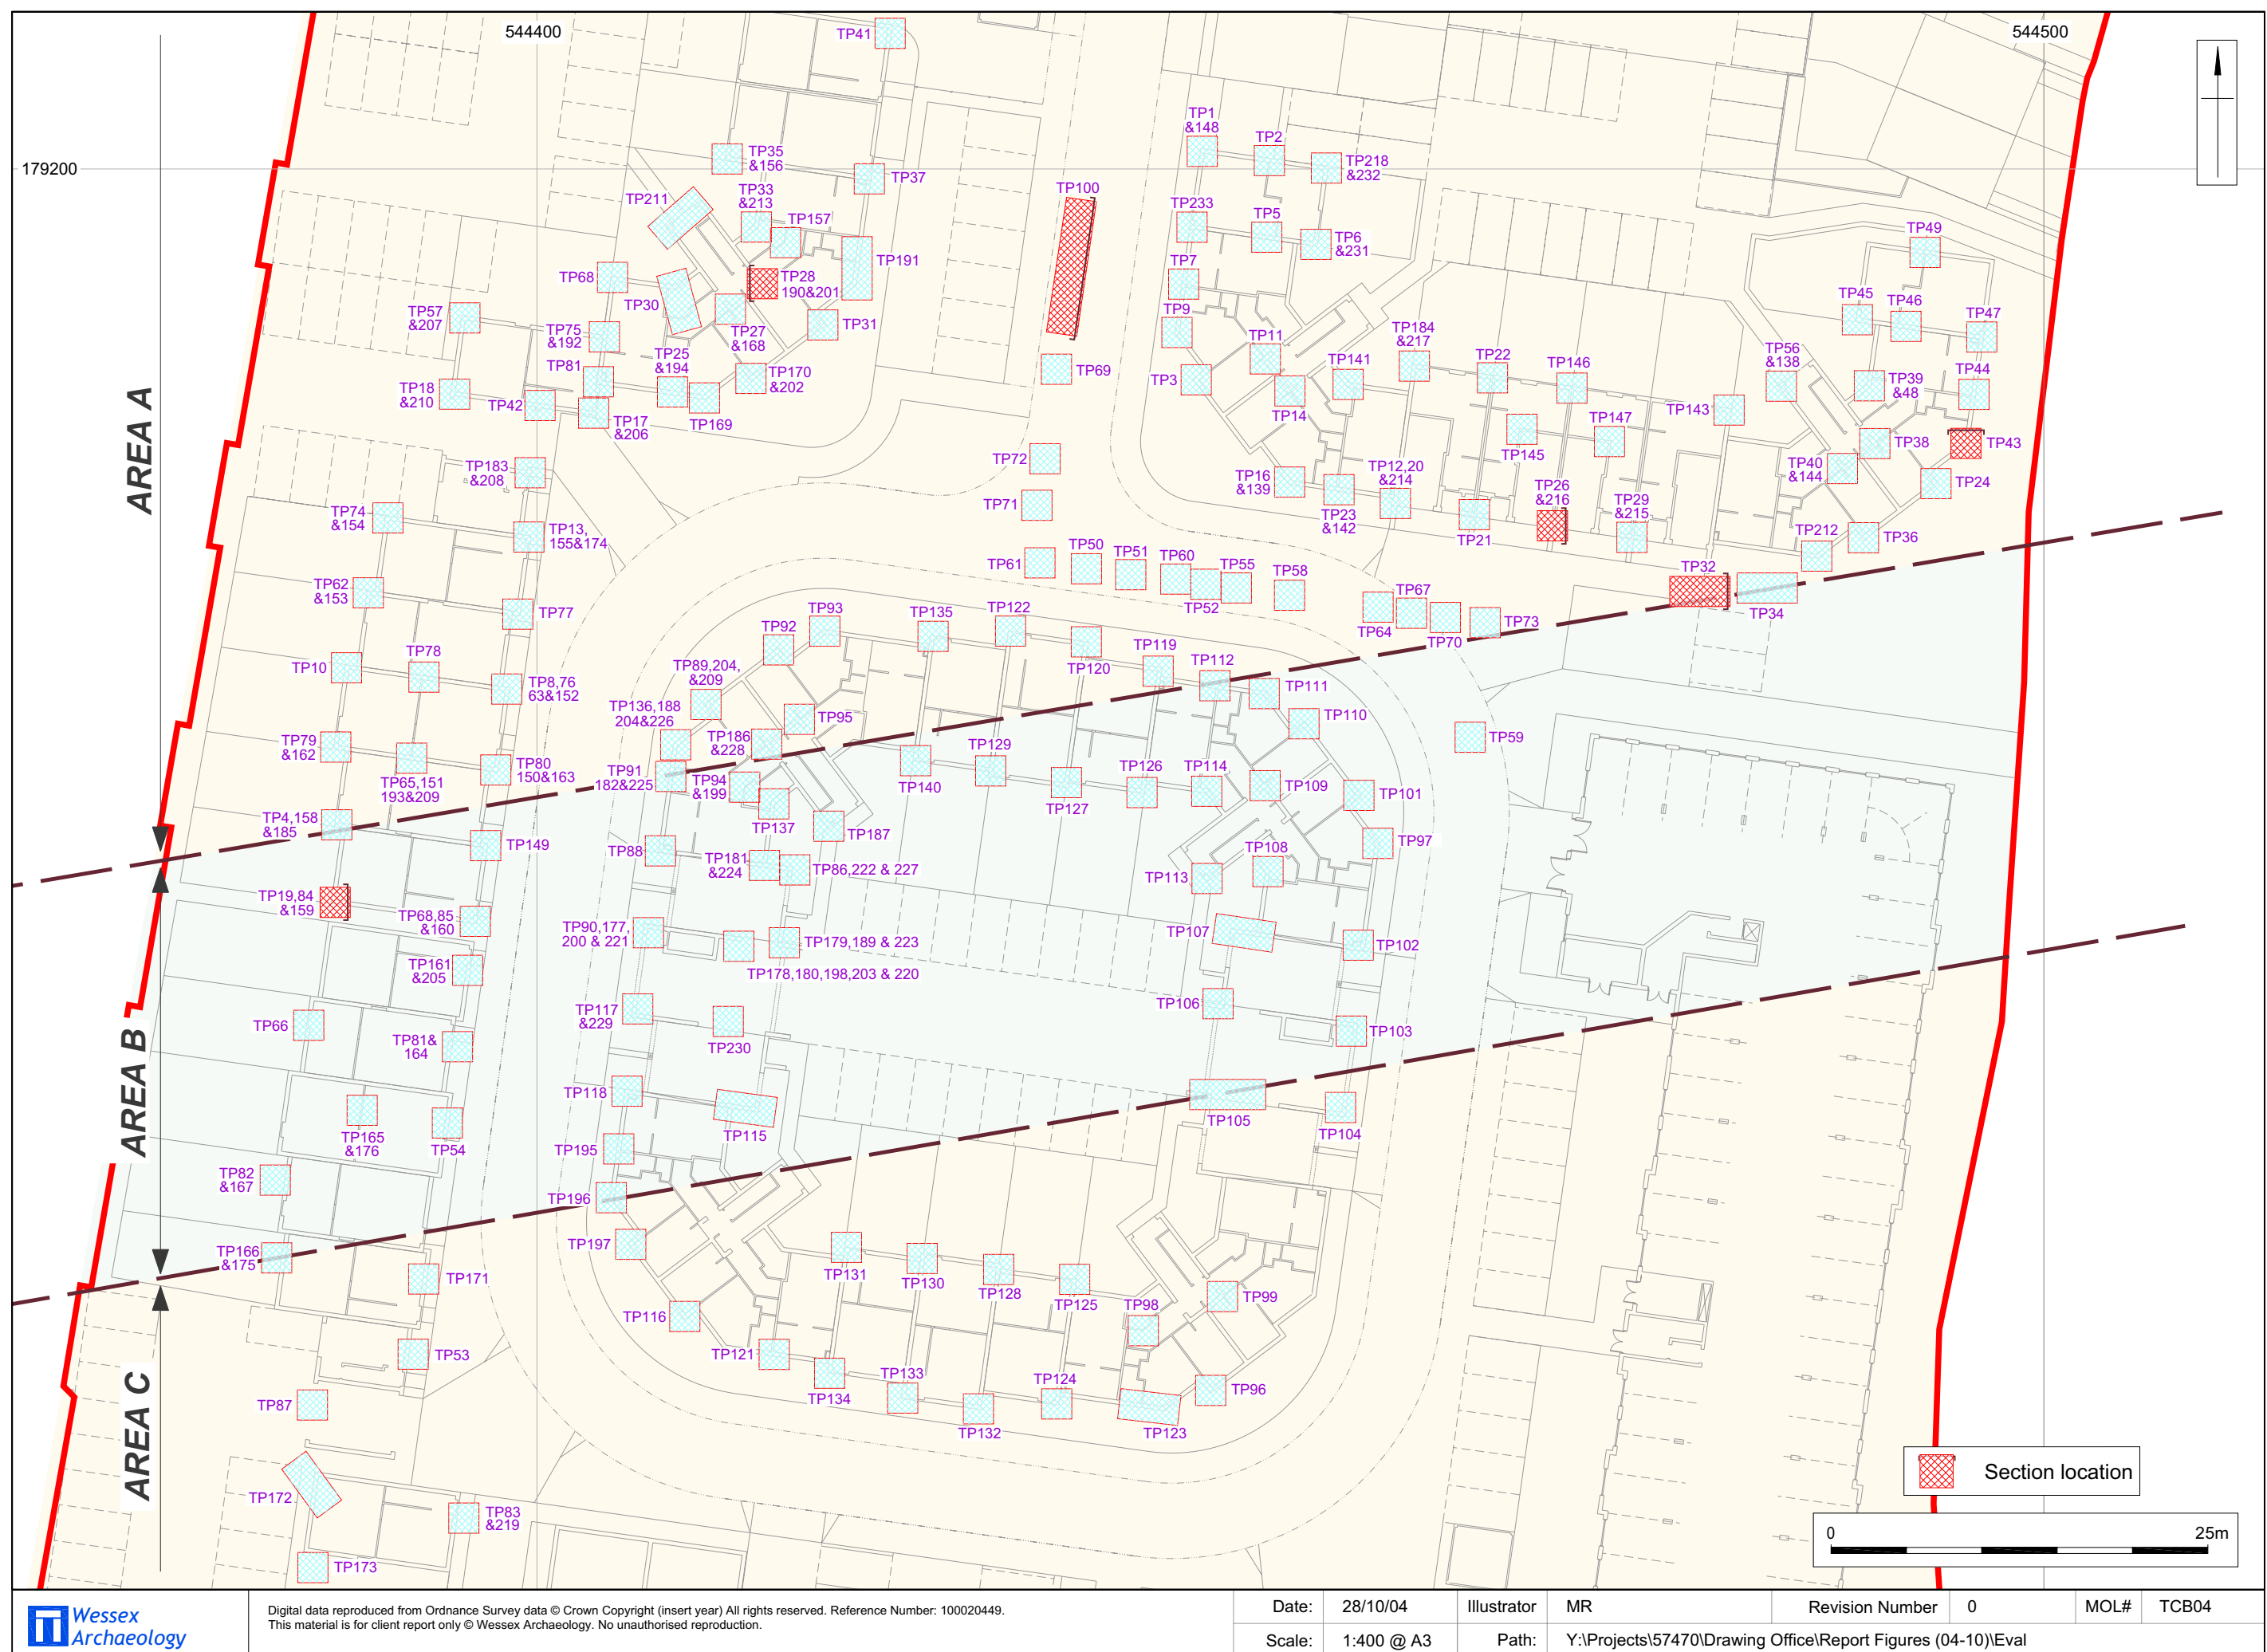 544400
544500
179200
AREA A
AREA B
AREA C
TP41
TP35
&156
TP37
TP211
TP33
&213
TP157
TP191
TP28
190&201
TP68
TP30
TP27
&168
TP31
TP57
&207
TP75
&192
TP81
TP25
&194
TP170
&202
TP169
TP18
&210
TP42
TP17
&206
TP183
&208
TP74
&154
TP13,
155&174
TP62
&153
TP77
TP10
TP78
TP8,76
63&152
TP79
&162
TP65,151
193&209
TP80
150&163
TP4,158
&185
TP149
TP19,84
&159
TP68,85
&160
TP161
&205
TP66
TP81&
164
TP165
&176
TP54
TP82
&167
TP166
&175
TP171
TP53
TP87
TP172
TP83
&219
TP173
TP100
TP69
TP72
TP71
TP61
TP50
TP51
TP60
TP52
TP55
TP58
TP64
TP67
TP70
TP73
TP1
&148
TP2
TP218
&232
TP233
TP5
TP6
&231
TP7
TP9
TP3
TP11
TP14
TP141
TP184
&217
TP22
TP146
TP143
TP145
TP147
TP16
&139
TP23
&142
TP12,20
&214
TP21
TP26
&216
TP29
&215
TP32
TP34
TP212
TP36
TP24
TP43
TP38
TP40
&144
TP56
&138
TP39
&48
TP44
TP45
TP46
TP47
TP49
TP59
TP93
TP92
TP135
TP122
TP120
TP119
TP112
TP111
TP110
TP89,204,
&209
TP136,188
204&226
TP95
TP186
&228
TP91
182&225
TP94
&199
TP137
TP187
TP140
TP129
TP127
TP126
TP114
TP109
TP101
TP97
TP88
TP181
&224
TP86,222 & 227
TP113
TP108
TP90,177,
200 & 221
TP179,189 & 223
TP178,180,198,203 & 220
TP107
TP102
TP106
TP103
TP117
&229
TP230
TP118
TP115
TP105
TP104
TP195
TP196
TP197
TP116
TP121
TP131
TP130
TP128
TP125
TP98
TP99
TP134
TP133
TP132
TP124
TP123
TP96
Section location
0 25m
Wessex
Archaeology
Digital data reproduced from Ordnance Survey data © Crown Copyright (insert year) All rights reserved. Reference Number: 100020449.
This material is for client report only © Wessex Archaeology. No unauthorised reproduction.
Date: 28/10/04 Illustrator MR Revision Number 0 MOL# TCB04
Scale: 1:400 @ A3 Path: Y:\Projects\57470\Drawing Office\Report Figures (04-10)\Eval